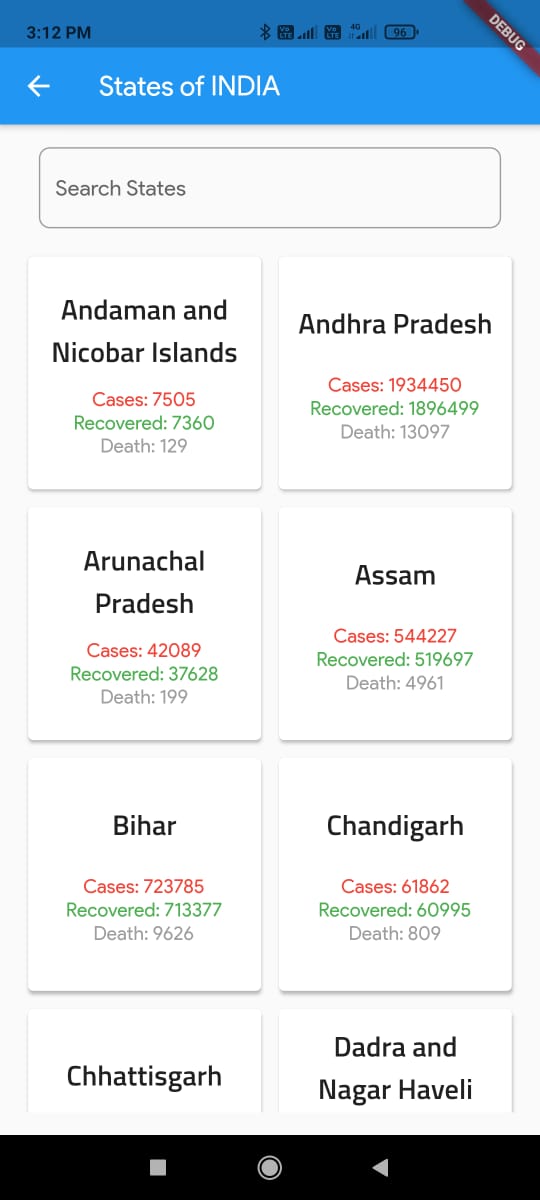 3:12 PM
Vo LTE
Vo LTE
4G
96
DEBUG
States of INDIA
Search States
Andaman and
Nicobar Islands
Cases: 7505
Recovered: 7360
Death: 129
Andhra Pradesh
Cases: 1934450
Recovered: 1896499
Death: 13097
Arunachal
Pradesh
Cases: 42089
Recovered: 37628
Death: 199
Assam
Cases: 544227
Recovered: 519697
Death: 4961
Bihar
Cases: 723785
Recovered: 713377
Death: 9626
Chandigarh
Cases: 61862
Recovered: 60995
Death: 809
Chhattisgarh
Dadra and
Nagar Haveli